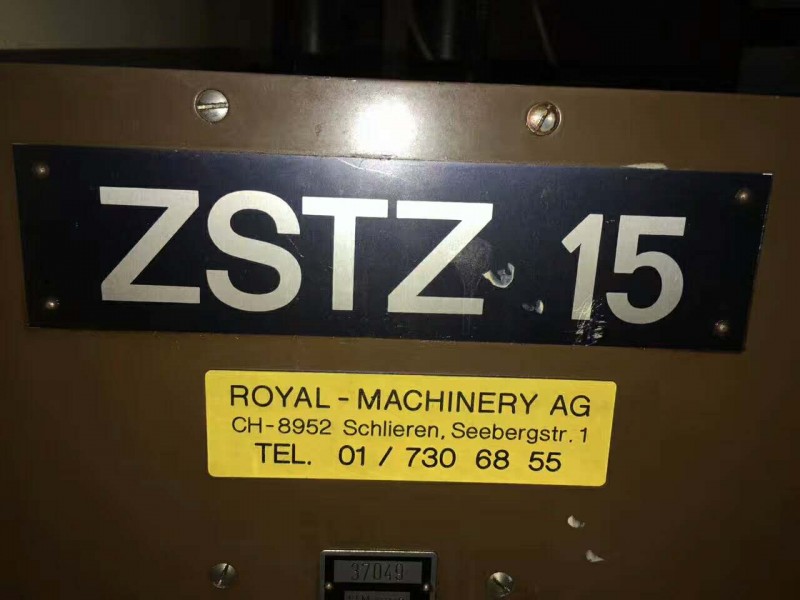 ZSTZ 15
ROYAL - MACHINERY AG
CH-8952 Schlieren, Seebergstr. 1
TEL. 01 / 730 68 55
37049